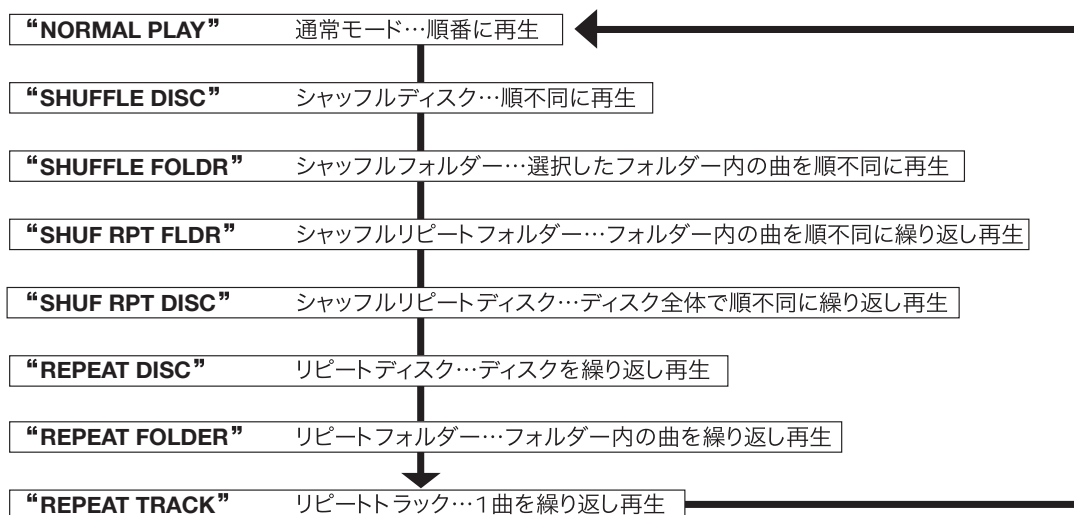 “NORMAL PLAY” 通常モード…順番に再生
“SHUFFLE DISC” シャッフルディスク…順不同に再生
“SHUFFLE FOLDR” シャッフルフォルダー…選択したフォルダー内の曲を順不同に再生
“SHUF RPT FLDR” シャッフルリピートフォルダー…フォルダー内の曲を順不同に繰り返し再生
“SHUF RPT DISC” シャッフルリピートディスク…ディスク全体で順不同に繰り返し再生
“REPEAT DISC” リピートディスク…ディスクを繰り返し再生
“REPEAT FOLDER” リピートフォルダー…フォルダー内の曲を繰り返し再生
“REPEAT TRACK” リピートトラック…1曲を繰り返し再生